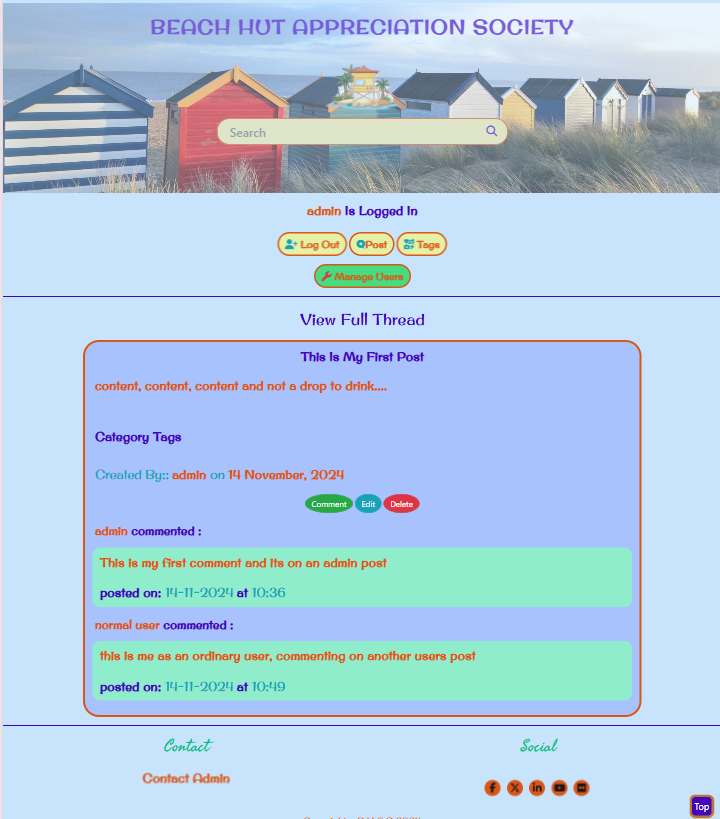 BEACH HUT APPRECIATION SOCIETY
Search
admin Is Logged In
Log Out Post Tags
Manage Users
View Full Thread
This Is My First Post
content, content, content and not a drop to drink....
Category Tags
Created By:: admin on 14 November, 2024
Comment Edit Delete
admin commented :
This is my first comment and its on an admin post
posted on: 14-11-2024 at 10:36
normal user commented :
this is me as an ordinary user, commenting on another users post
posted on: 14-11-2024 at 10:49
Contact Social
Contact Admin
Top